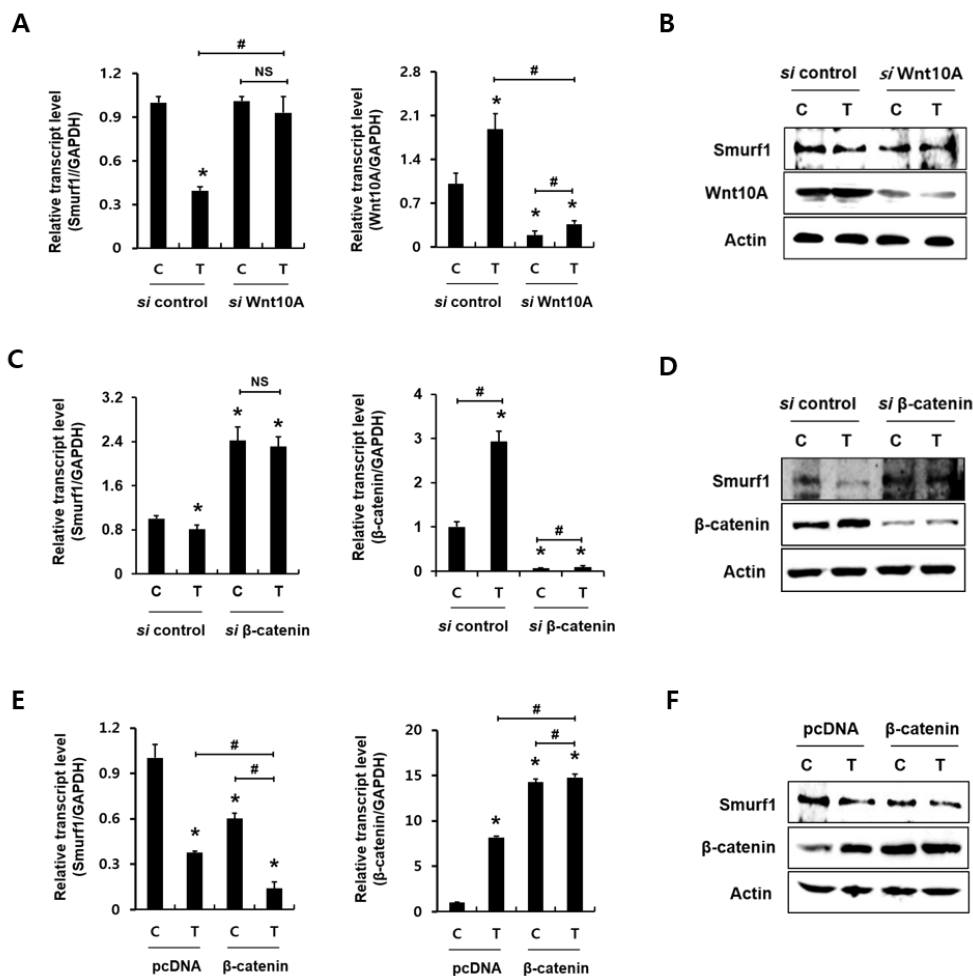 A
Relative transcript level
(Smurf1//GAPDH)
1.2
0.9
0.6
0.3
0
#
NS
*
C T C T
si control si Wnt10A
Relative transcript level
(Wnt10A/GAPDH)
2.8
2.1
1.4
0.7
0
#
*
#
* *
C T C T
si control si Wnt10A
B
si control si Wnt10A
C T C T
Smurf1
Wnt10A
Actin
C
Relative transcript level
(Smurf1/GAPDH)
3.2
2.4
1.6
0.8
0
NS
* *
*
C T C T
si control si β-catenin
Relative transcript level
(β-catenin/GAPDH)
4
3
2
1
0
#
*
#
* *
C T C T
si control si β-catenin
D
si control si β-catenin
C T C T
Smurf1
β-catenin
Actin
E
Relative transcript level
(Smurf1/GAPDH)
1.2
0.9
0.6
0.3
0
#
#
* * *
C T C T
pcDNA β-catenin
Relative transcript level
(β-catenin/GAPDH)
20
15
10
5
0
#
#
* * *
C T C T
pcDNA β-catenin
F
pcDNA β-catenin
C T C T
Smurf1
β-catenin
Actin